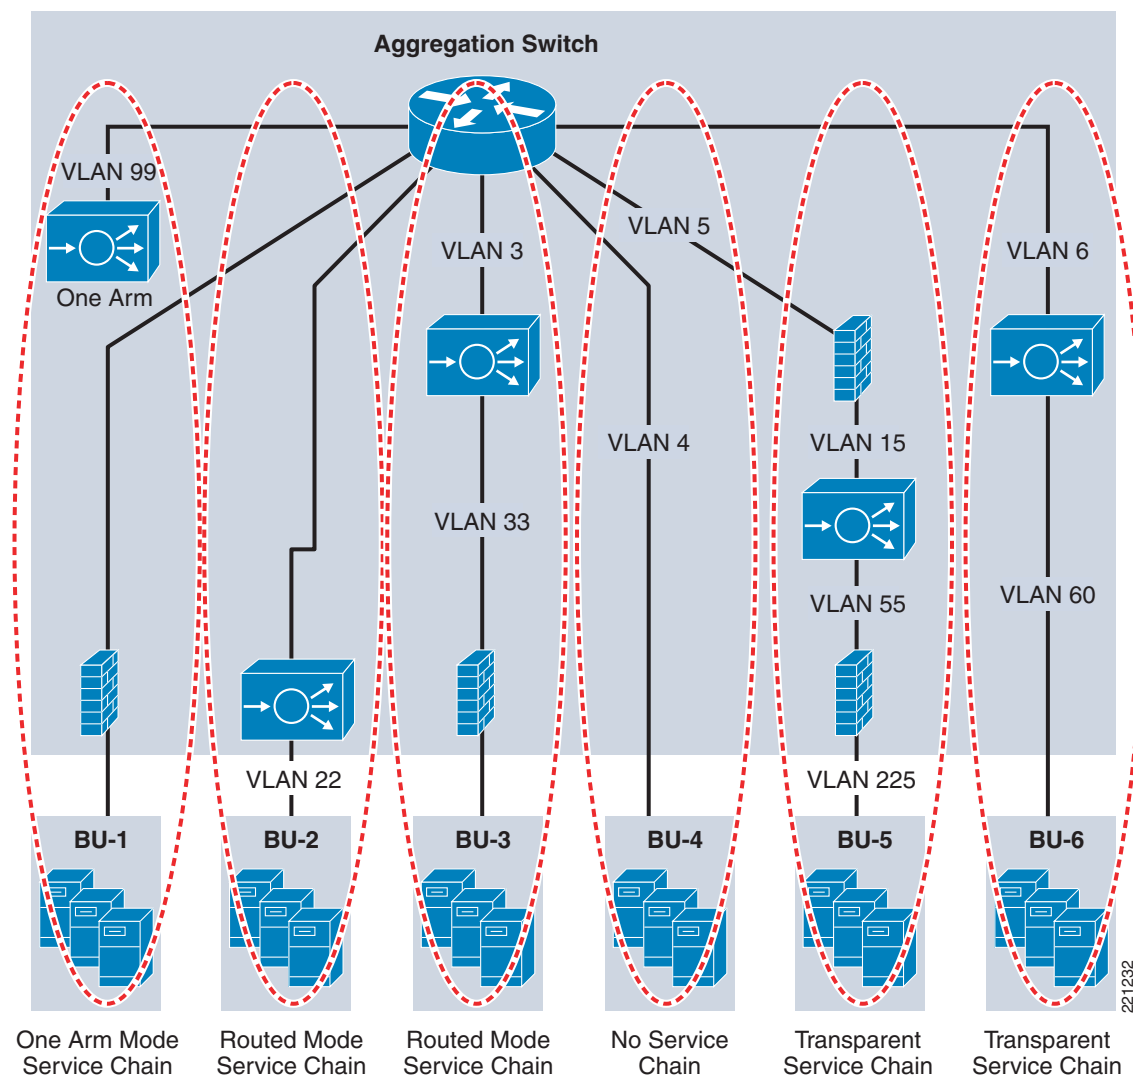 Aggregation Switch
VLAN 99
One Arm
VLAN 3
VLAN 5
VLAN 6
VLAN 4
VLAN 15
VLAN 33
VLAN 55
VLAN 60
VLAN 22
VLAN 225
BU-1
BU-2
BU-3
BU-4
BU-5
BU-6
221232
One Arm Mode
Service Chain
Routed Mode
Service Chain
Routed Mode
Service Chain
No Service
Chain
Transparent
Service Chain
Transparent
Service Chain